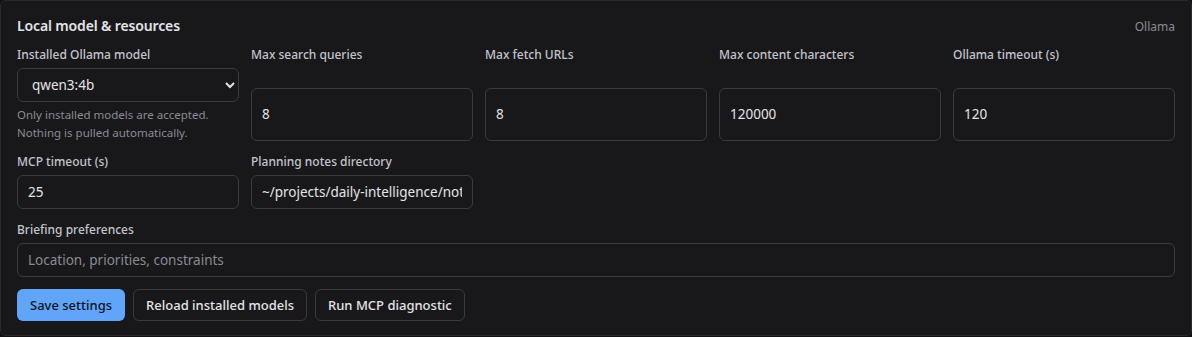 Local model & resources
Ollama
Installed Ollama model
Max search queries
Max fetch URLs
Max content characters
Ollama timeout (s)
qwen3:4b
8
8
120000
120
Only installed models are accepted.
Nothing is pulled automatically.
MCP timeout (s)
Planning notes directory
25
~/projects/daily-intelligence/not
Briefing preferences
Location, priorities, constraints
Save settings
Reload installed models
Run MCP diagnostic